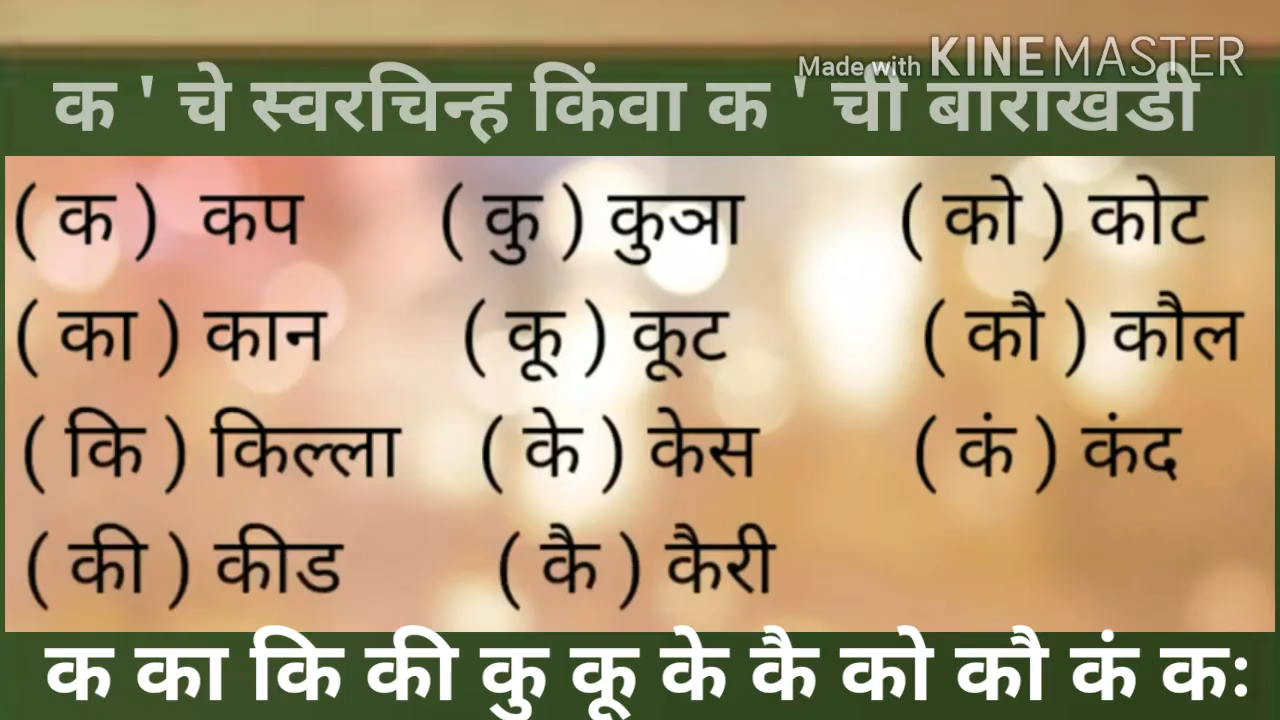 Made with KINEMASTER
क ' चे स्वरचिन्ह किंवा क ' ची बाराखडी
( क ) कप ( कु ) कुञा ( को ) कोट
( का ) कान ( कू ) कूट ( कौ ) कौल
( कि ) किल्ला ( के ) केस ( कं ) कंद
( की ) कीड ( कै ) कैरी
क का कि की कु कू के कै को कौ कं कः